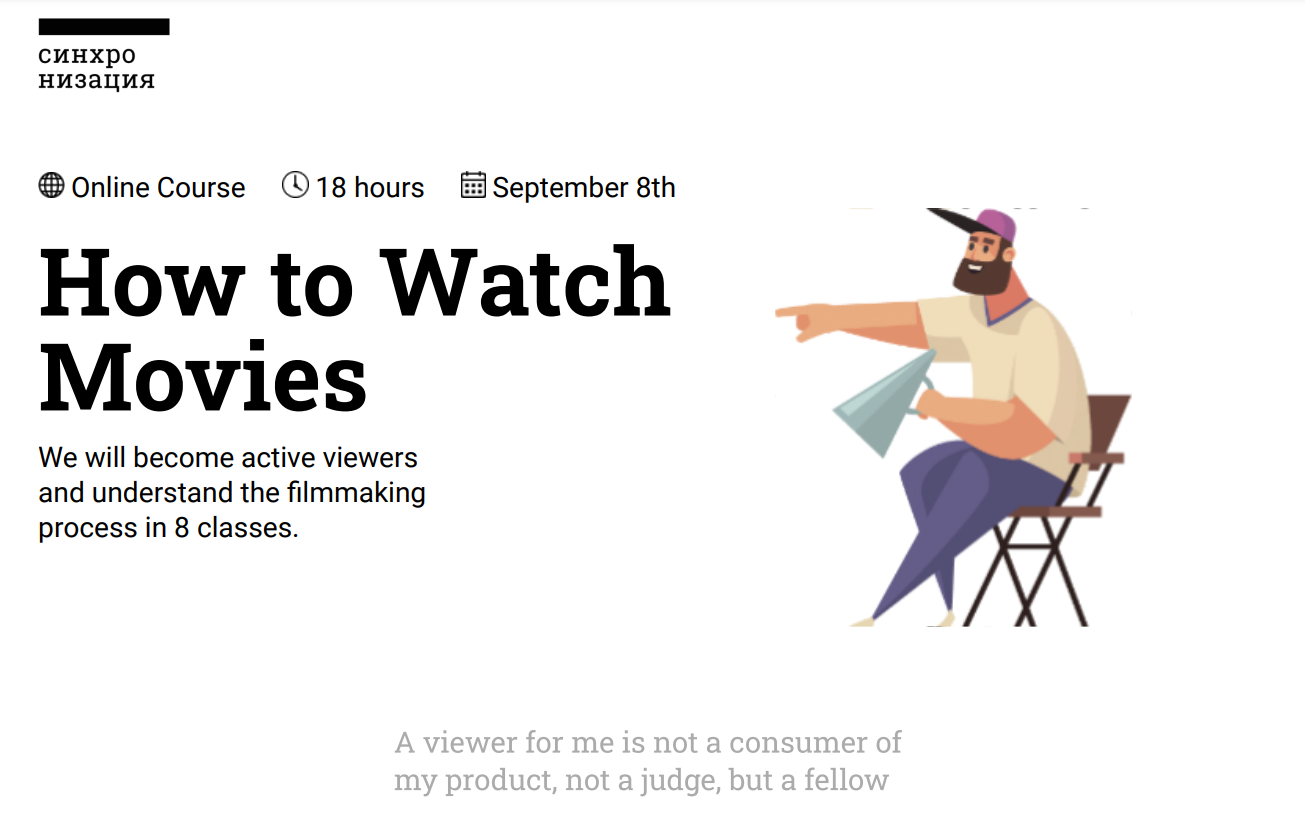 синхро
низация
Online Course 18 hours September 8th
How to Watch
Movies
We will become active viewers
and understand the filmmaking
process in 8 classes.
A viewer for me is not a consumer of
my product, not a judge, but a fellow